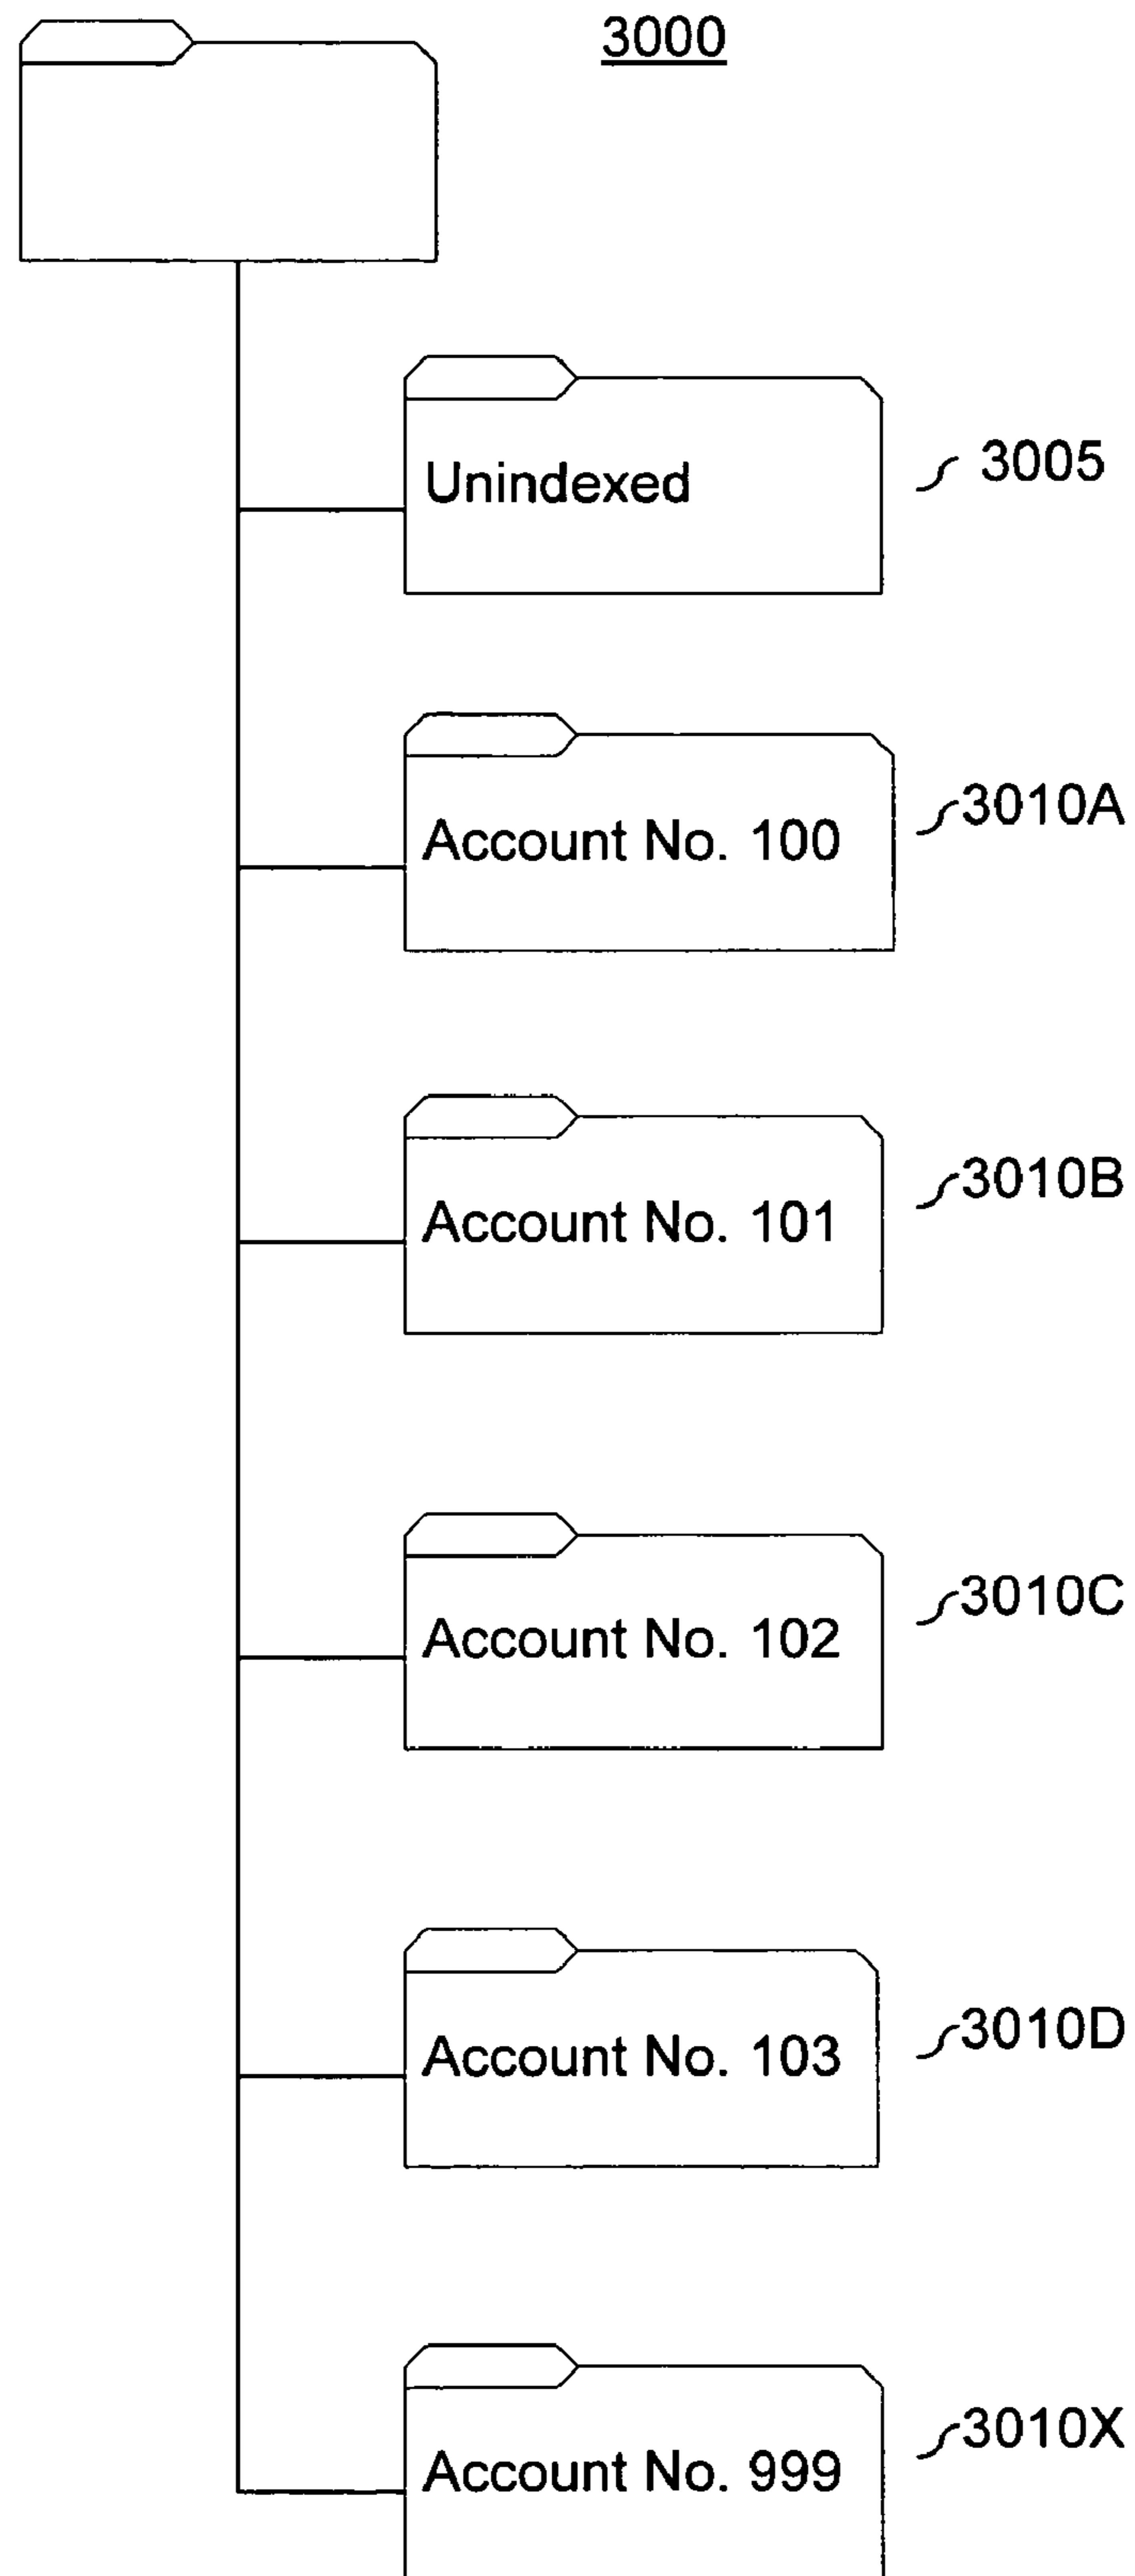 3000
Unindexed
3005
Account No. 100
3010A
Account No. 101
3010B
Account No. 102
3010C
Account No. 103
3010D
Account No. 999
3010X